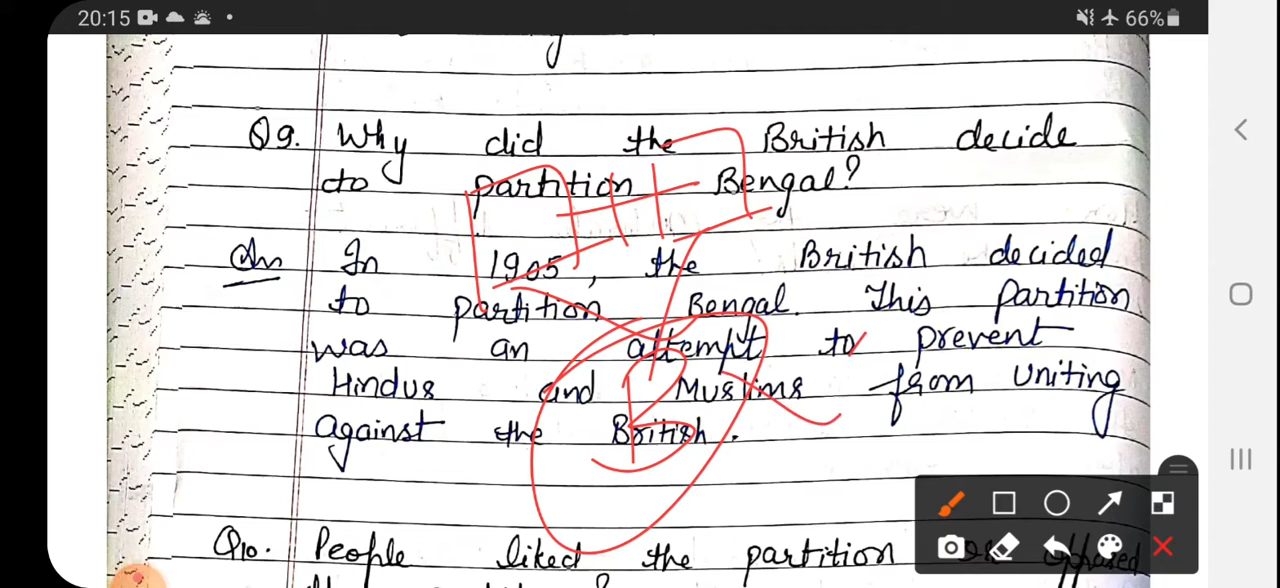 20:15
66%
Q9. Why did the British decide
to partition Bengal?
Ans In 1905, the British decided
to partition Bengal. This partition
was an attempt to prevent
Hindus and Muslims from uniting
against the British.
Q10. People liked the partition opposed
H + I
B